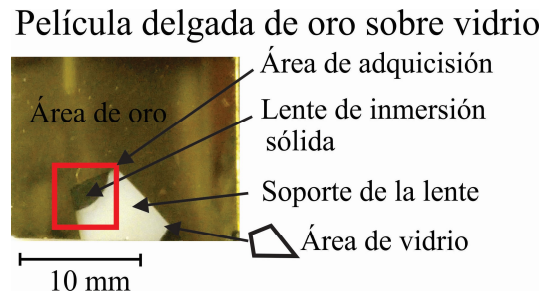 Película delgada de oro sobre vidrio
Área de oro
Área de adquicisión
Lente de inmersión
sólida
Soporte de la lente
Área de vidrio
10 mm